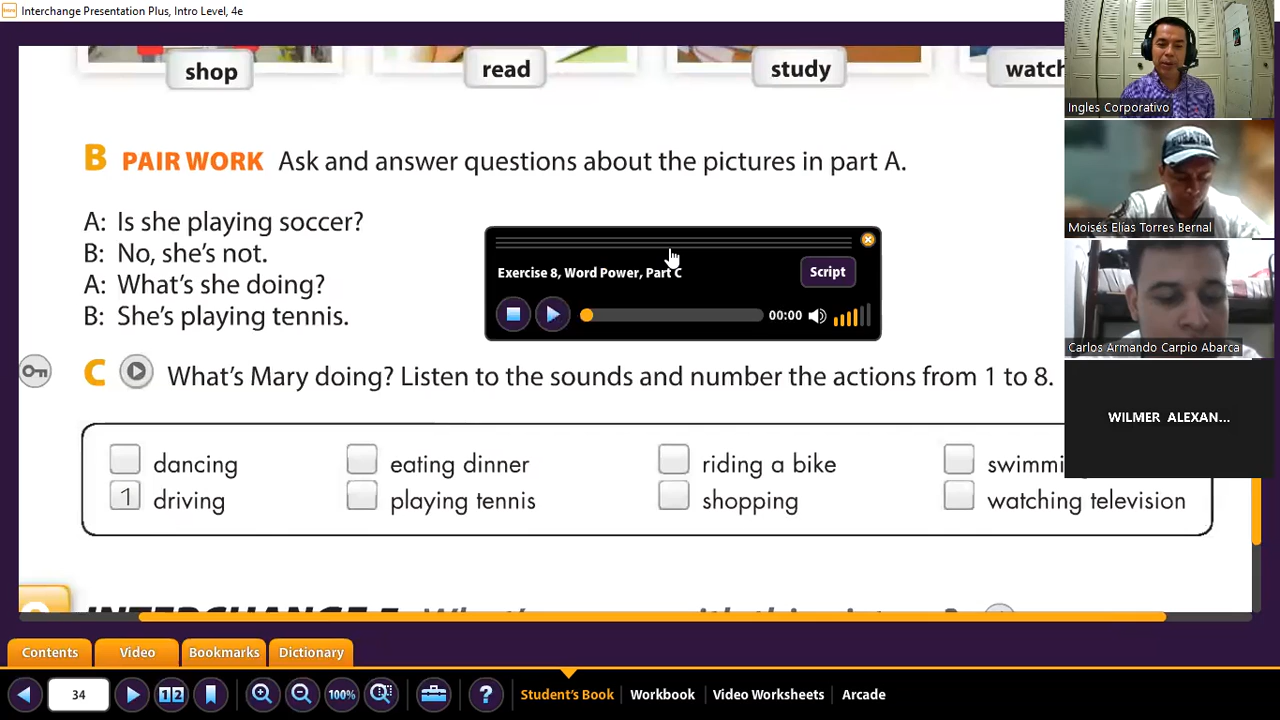 Interchange Presentation Plus, Intro Level, 4e
shop
read
study
watch
B PAIR WORK Ask and answer questions about the pictures in part A.
A: Is she playing soccer?
B: No, she's not.
A: What's she doing?
B: She's playing tennis.
Exercise 8, Word Power, Part C
Script
00:00
C What's Mary doing? Listen to the sounds and number the actions from 1 to 8.
dancing
eating dinner
riding a bike
swimmi
1 driving
playing tennis
shopping
watching television
Ingles Corporativo
Moisés Elías Torres Bernal
Carlos Armando Carpio Abarca
WILMER ALEXAN...
Contents
Video
Bookmarks
Dictionary
34
1 2
100%
?
Student's Book
Workbook
Video Worksheets
Arcade